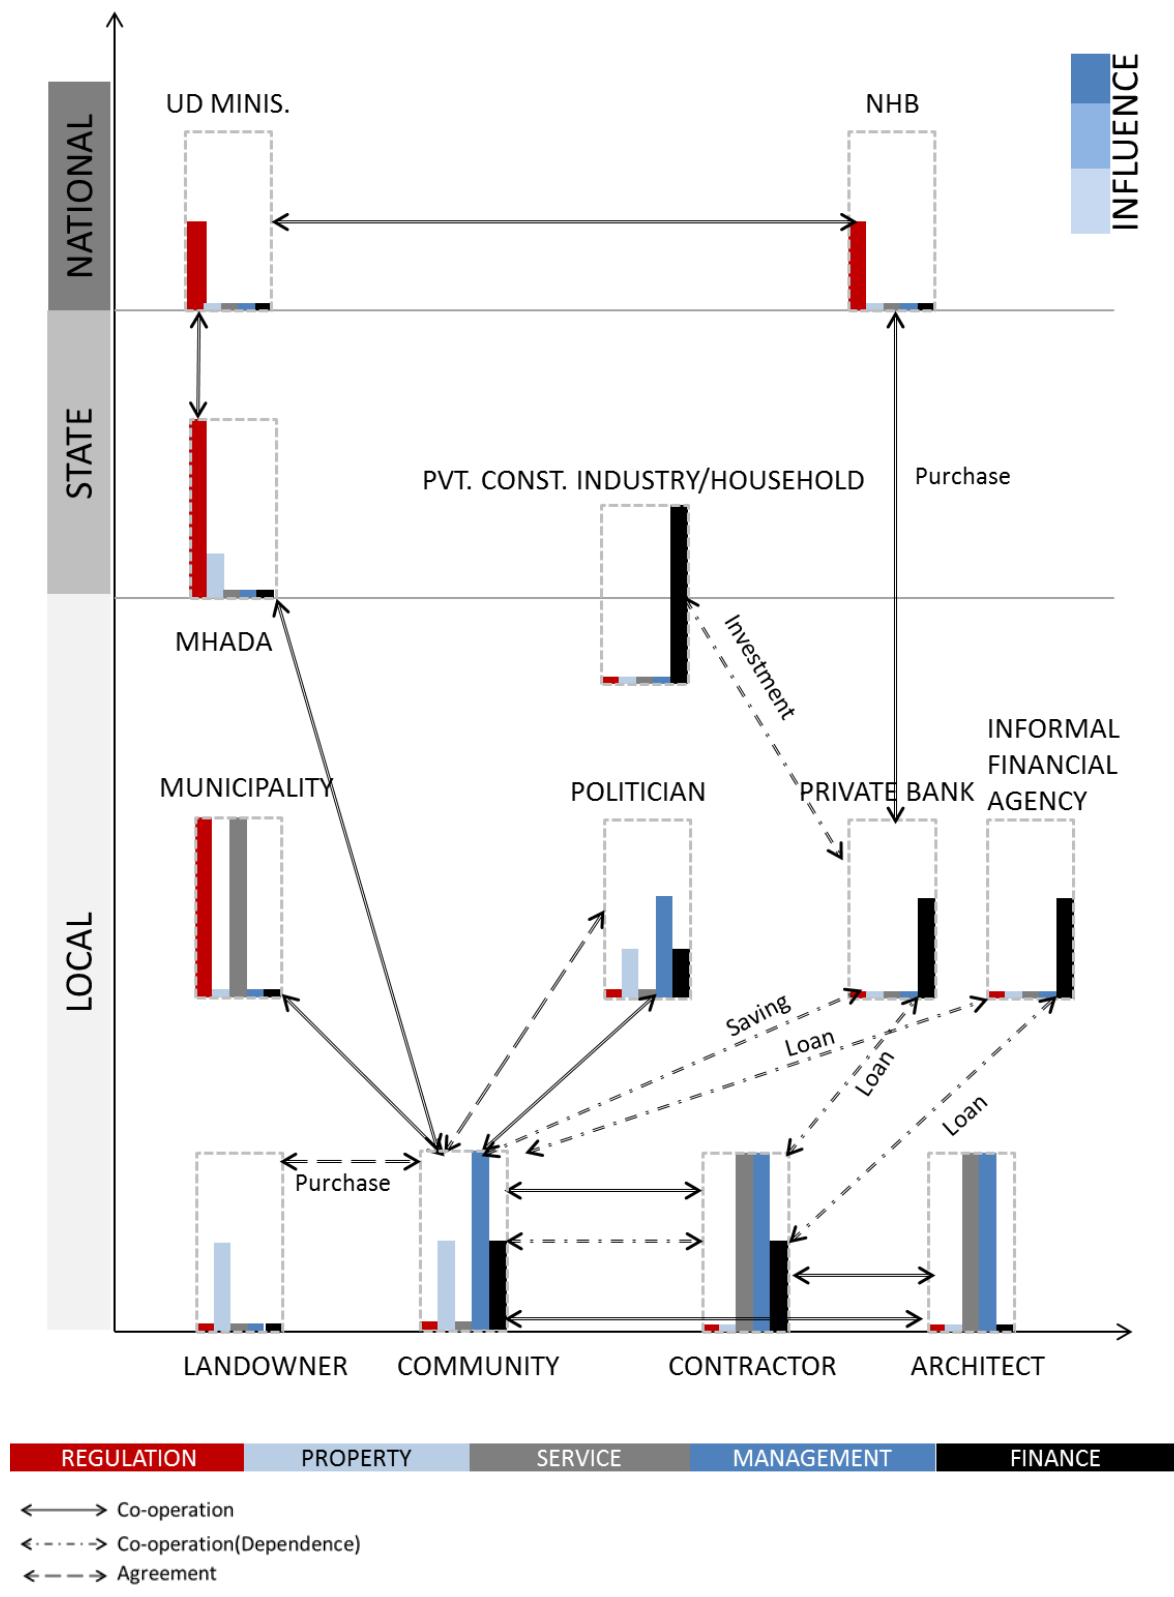 UD MINIS.
NHB
INFLUENCE
NATIONAL
STATE
PVT. CONST. INDUSTRY/HOUSEHOLD
Purchase
MHADA
Investment
INFORMAL
FINANCIAL
AGENCY
MUNICIPALITY
POLITICIAN
PRIVATE BANK
LOCAL
Saving
Loan
Loan
Loan
Purchase
LANDOWNER
COMMUNITY
CONTRACTOR
ARCHITECT
REGULATION
PROPERTY
SERVICE
MANAGEMENT
FINANCE
Co-operation
Co-operation(Dependence)
Agreement